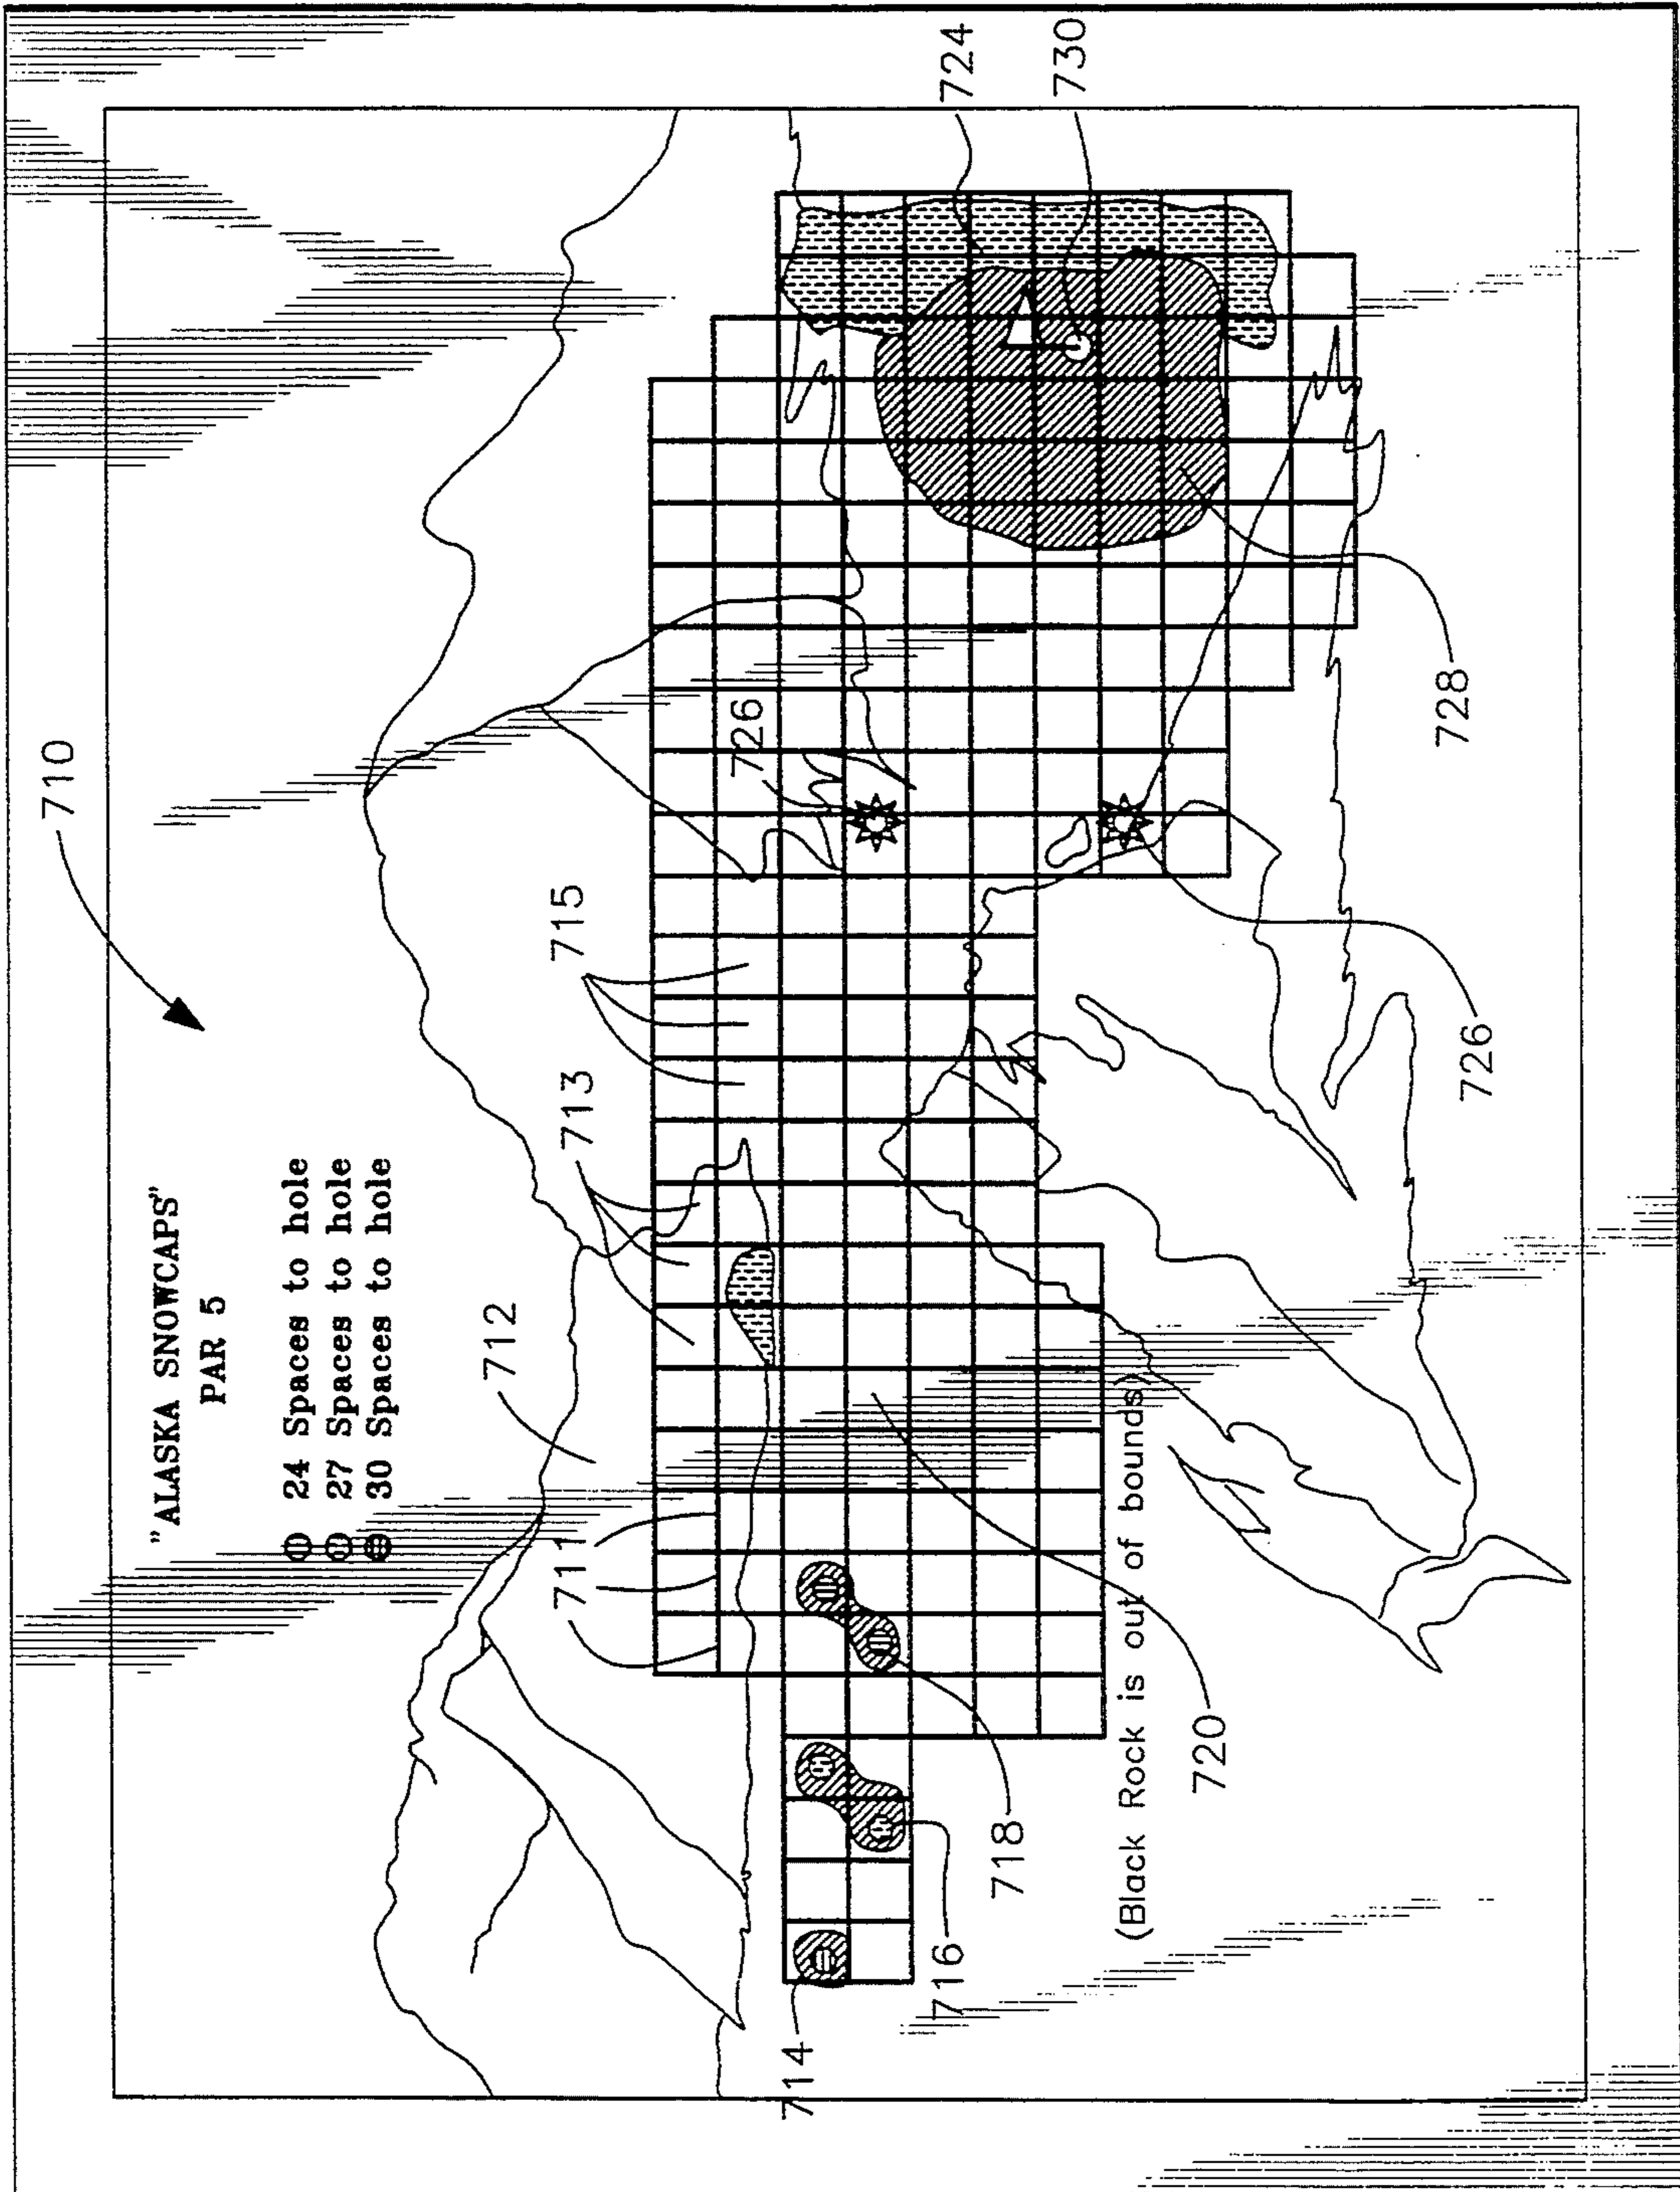 "ALASKA SNOWCAPS"
PAR 5
24 Spaces to hole
27 Spaces to hole
30 Spaces to hole
710
712
713
715
711
726
724
730
714
716
718
720
(Black Rock is out of bounds)
726
728